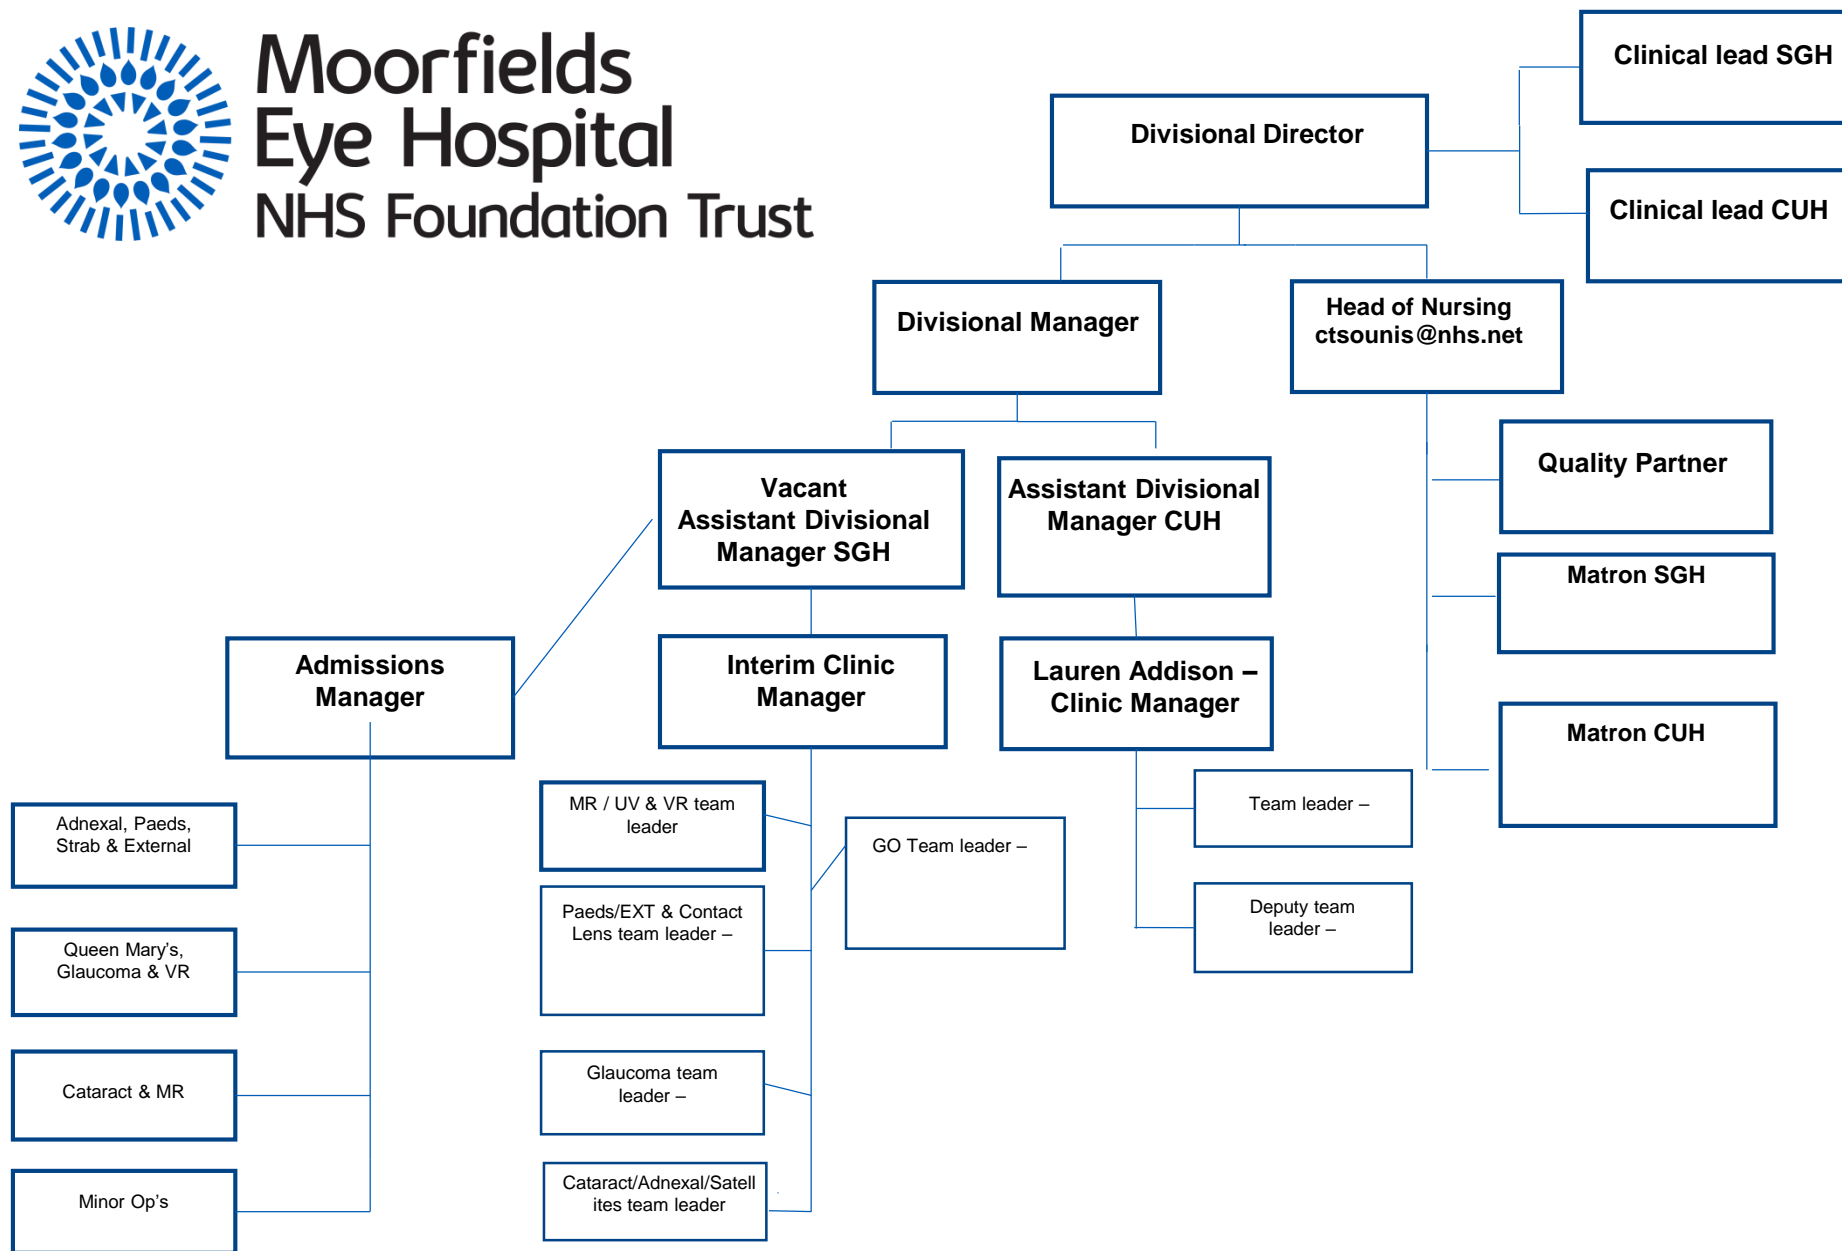 Moorfields
Eye Hospital
NHS Foundation Trust
Clinical lead SGH
Divisional Director
Clinical lead CUH
Divisional Manager
Head of Nursing
ctsounis@nhs.net
Quality Partner
Vacant
Assistant Divisional
Manager SGH
Assistant Divisional
Manager CUH
Matron SGH
Admissions
Manager
Interim Clinic
Manager
Lauren Addison –
Clinic Manager
Matron CUH
Adnexal, Paeds,
Strab & External
Queen Mary’s,
Glaucoma & VR
Cataract & MR
Minor Op’s
MR / UV & VR team
leader
GO Team leader –
Paeds/EXT & Contact
Lens team leader –
Glaucoma team
leader –
Cataract/Adnexal/Satell
ites team leader
Team leader –
Deputy team
leader –